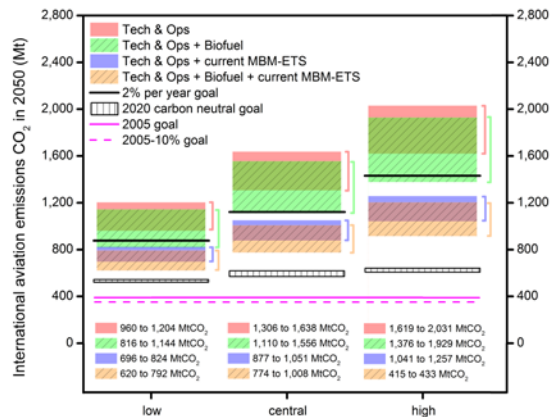 International aviation emissions CO2 in 2050 (Mt)
2,800
2,400
2,000
1,600
1,200
800
400
0
Tech & Ops
Tech & Ops + Biofuel
Tech & Ops + current MBM-ETS
Tech & Ops + Biofuel + current MBM-ETS
2% per year goal
2020 carbon neutral goal
2005 goal
2005-10% goal
2,800
2,400
2,000
1,600
1,200
800
400
0
960 to 1,204 MtCO2
816 to 1,144 MtCO2
696 to 824 MtCO2
620 to 792 MtCO2
1,306 to 1,638 MtCO2
1,110 to 1,556 MtCO2
877 to 1,051 MtCO2
774 to 1,008 MtCO2
1,619 to 2,031 MtCO2
1,376 to 1,929 MtCO2
1,041 to 1,257 MtCO2
415 to 433 MtCO2
low
central
high